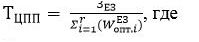 Т_ЦПП = З_ЕЗ / Σ_{i=1}^{r}(W_{опт.i}^{ЕЗ}), где